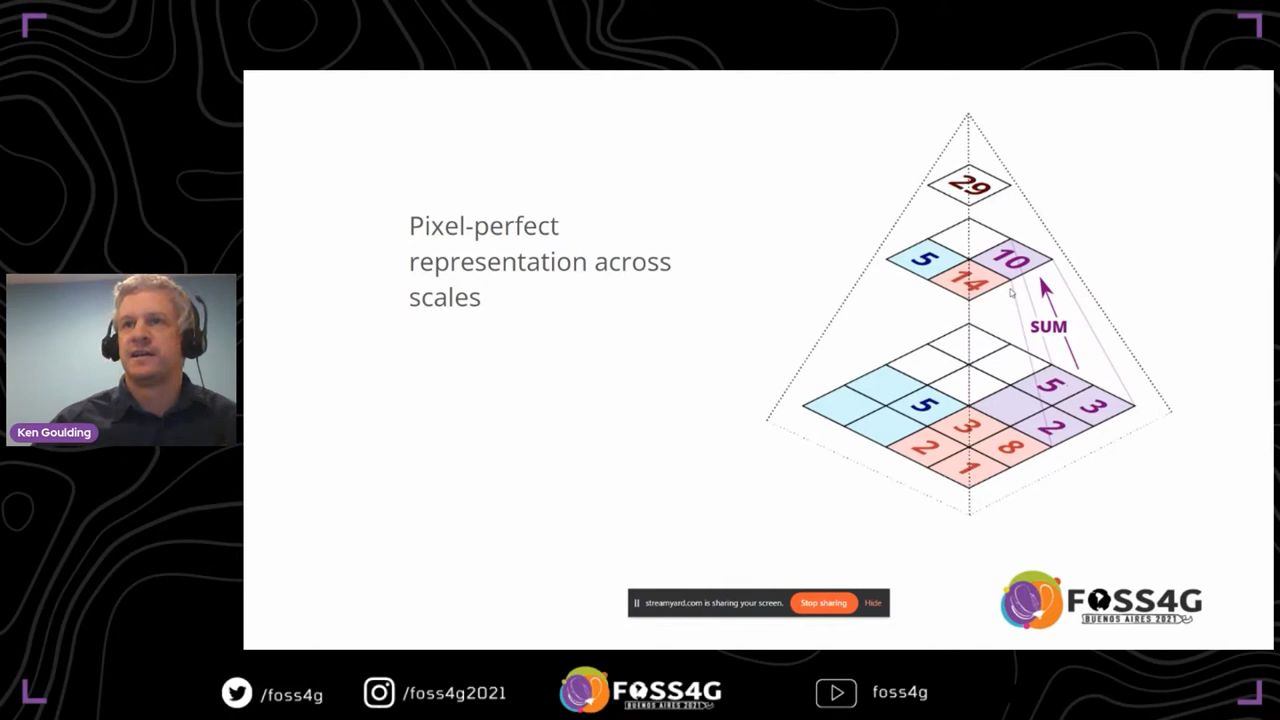 Pixel-perfect
representation across
scales
29
5
10
14
SUM
5
5
3
3
2
2
8
1
Ken Goulding
streamyard.com is sharing your screen.
Stop sharing
Hide
FOSS4G
BUENOS AIRES 2021
/foss4g
/foss4g2021
FOSS4G
BUENOS AIRES 2021
foss4g